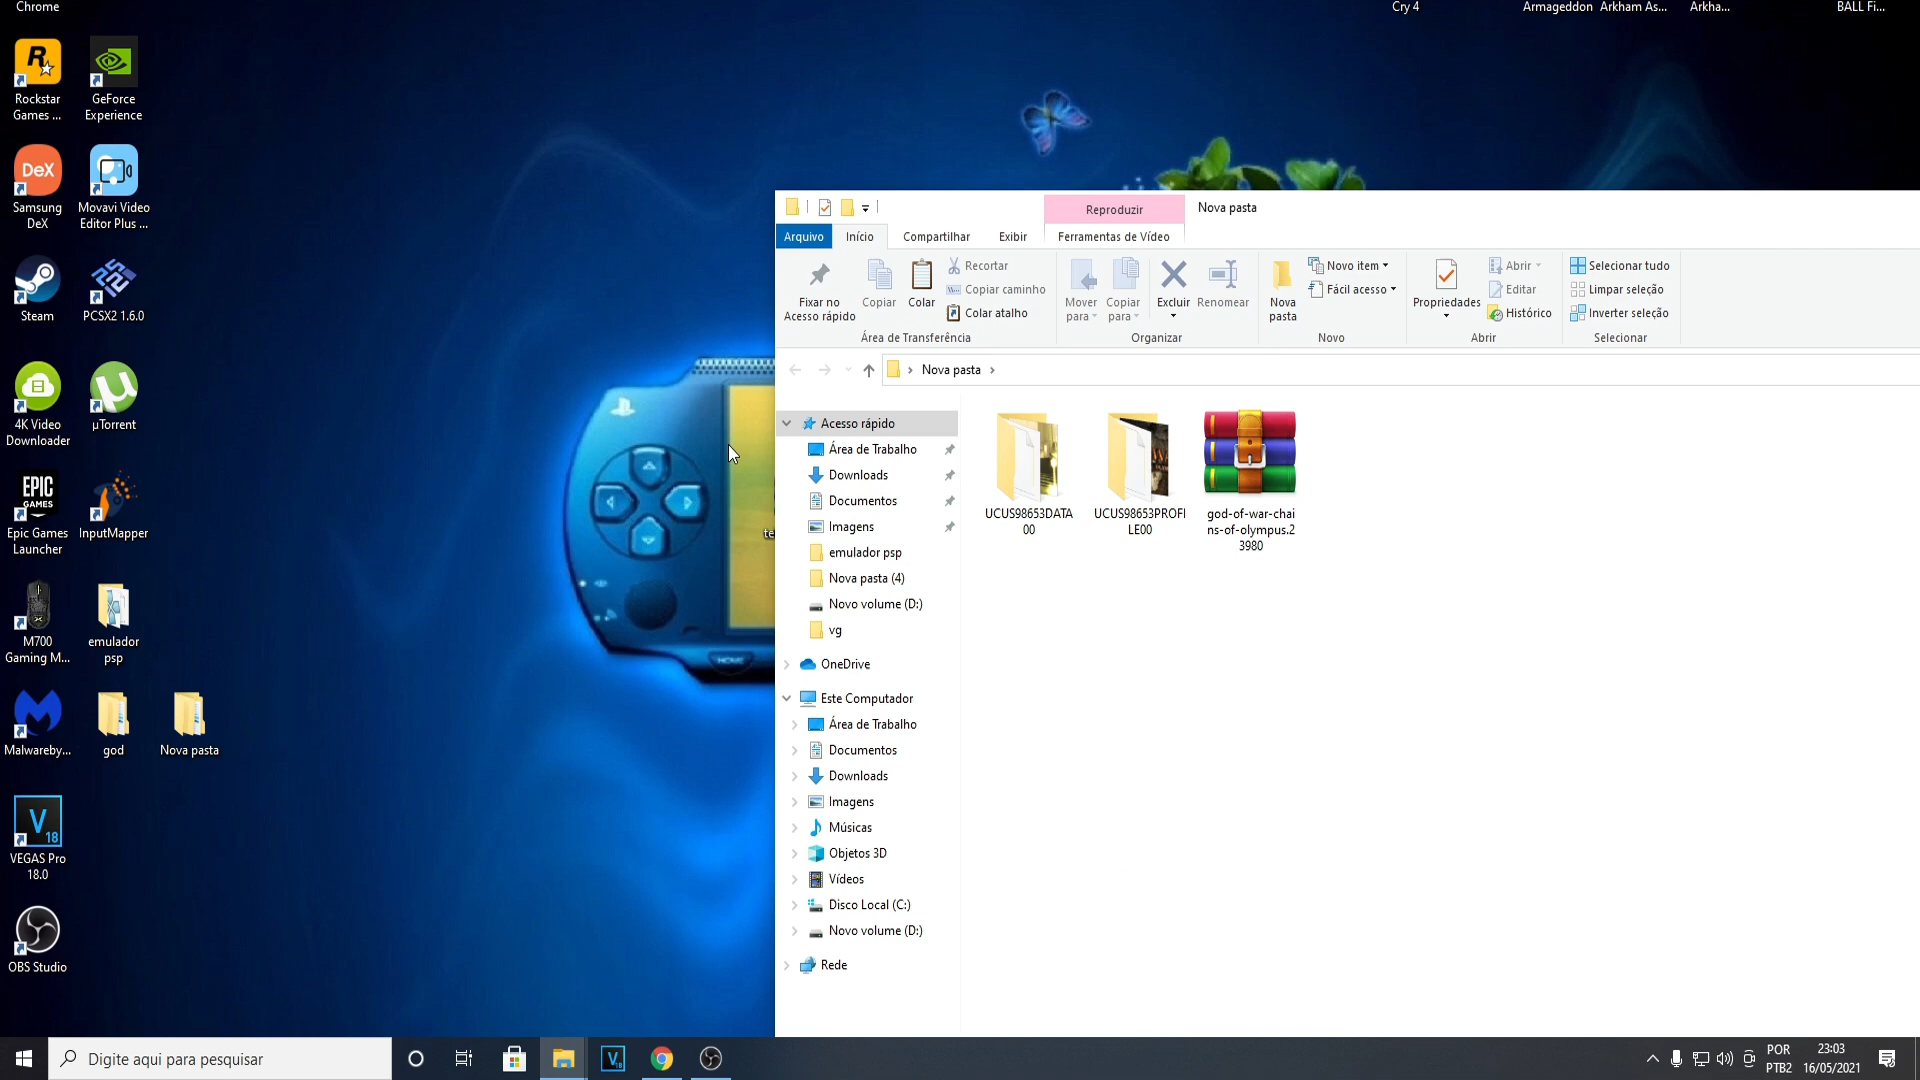 Chrome
Cry 4
Armageddon
Arkham As...
Arkha...
BALL Fi...
Rockstar
Games ...
GeForce
Experience
DeX
Samsung
DeX
Movavi Video
Editor Plus ...
Steam
PCSX2 1.6.0
4K Video
Downloader
µTorrent
EPIC
GAMES
Epic Games
Launcher
InputMapper
M700
Gaming M...
emulador
psp
Malwareby...
god
Nova pasta
V
18
VEGAS Pro
18.0
OBS Studio
HOME
te
Reproduzir
Nova pasta
Arquivo
Início
Compartilhar
Exibir
Ferramentas de Vídeo
Fixar no
Acesso rápido
Copiar
Colar
Recortar
Copiar caminho
Colar atalho
Área de Transferência
Mover
para
Copiar
para
Excluir
Renomear
Organizar
Nova
pasta
Novo item
Fácil acesso
Novo
Propriedades
Abrir
Editar
Histórico
Abrir
Selecionar tudo
Limpar seleção
Inverter seleção
Selecionar
Nova pasta
Acesso rápido
Área de Trabalho
Downloads
Documentos
Imagens
emulador psp
Nova pasta (4)
Novo volume (D:)
vg
OneDrive
Este Computador
Área de Trabalho
Documentos
Downloads
Imagens
Músicas
Objetos 3D
Vídeos
Disco Local (C:)
Novo volume (D:)
Rede
UCUS98653DATA
00
UCUS98653PROFI
LE00
god-of-war-chai
ns-of-olympus.2
3980
Digite aqui para pesquisar
POR
PTB2
23:03
16/05/2021